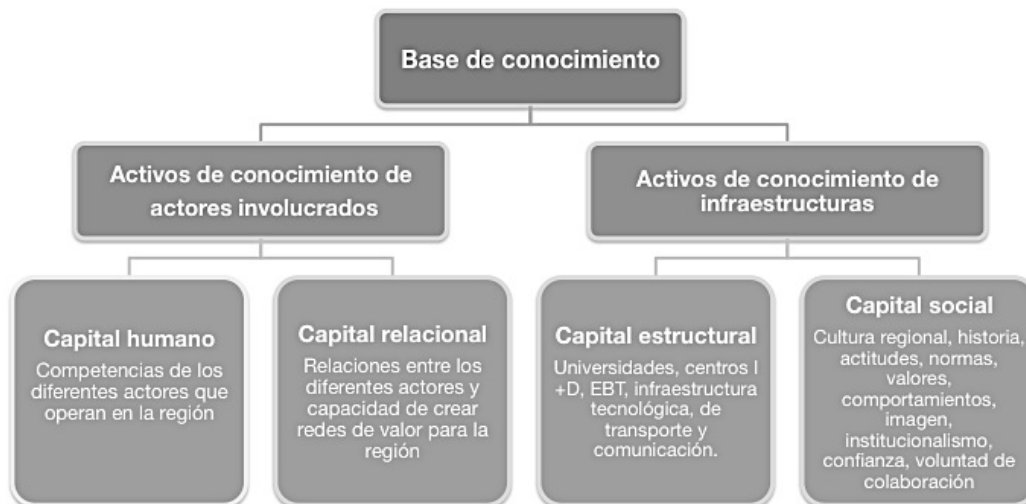 Base de conocimiento
Activos de conocimiento de
actores involucrados
Activos de conocimiento de
infraestructuras
Capital humano
Competencias de los
diferentes actores que
operan en la región
Capital relacional
Relaciones entre los
diferentes actores y
capacidad de crear
redes de valor para la
región
Capital estructural
Universidades, centros I
+D, EBT, infraestructura
tecnológica, de
transporte y
comunicación.
Capital social
Cultura regional, historia,
actitudes, normas,
valores,
comportamientos,
imagen,
institucionalismo,
confianza, voluntad de
colaboración